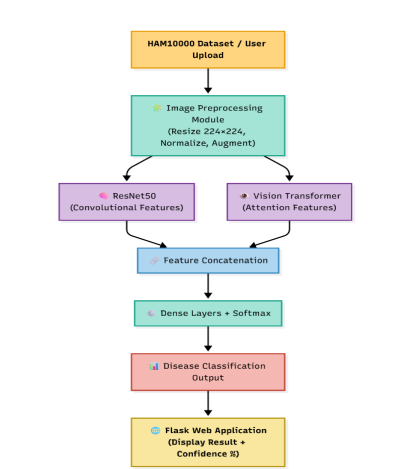 HAM10000 Dataset / User
Upload
Image Preprocessing
Module
(Resize 224×224,
Normalize, Augment)
ResNet50
(Convolutional Features)
Vision Transformer
(Attention Features)
Feature Concatenation
Dense Layers + Softmax
Disease Classification
Output
Flask Web Application
(Display Result +
Confidence %)